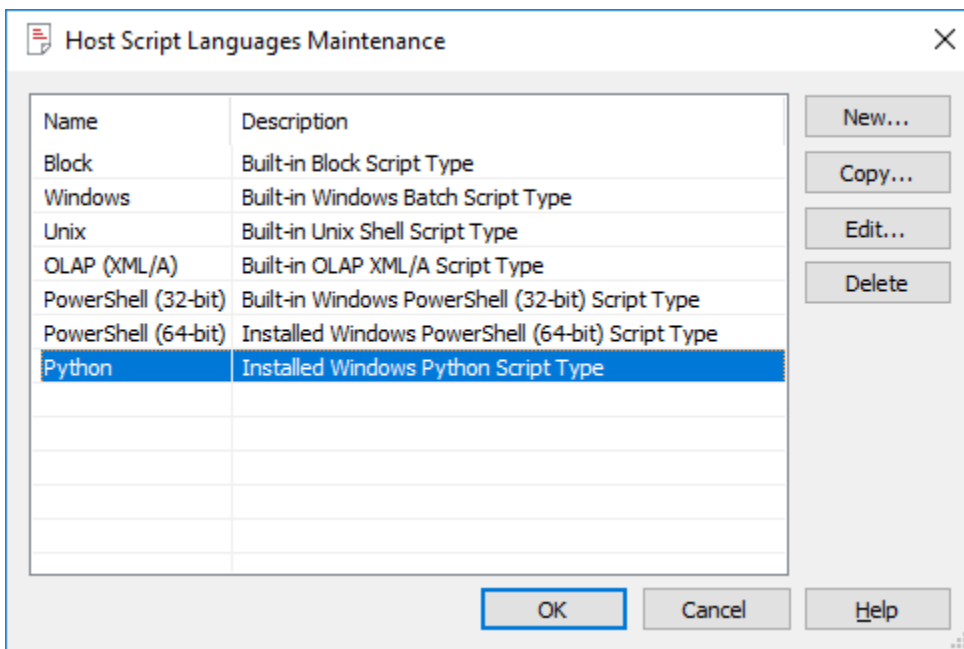 Host Script Languages Maintenance
Name Description
Block Built-in Block Script Type
Windows Built-in Windows Batch Script Type
Unix Built-in Unix Shell Script Type
OLAP (XML/A) Built-in OLAP XML/A Script Type
PowerShell (32-bit) Built-in Windows PowerShell (32-bit) Script Type
PowerShell (64-bit) Installed Windows PowerShell (64-bit) Script Type
Python Installed Windows Python Script Type
New...
Copy...
Edit...
Delete
OK Cancel Help